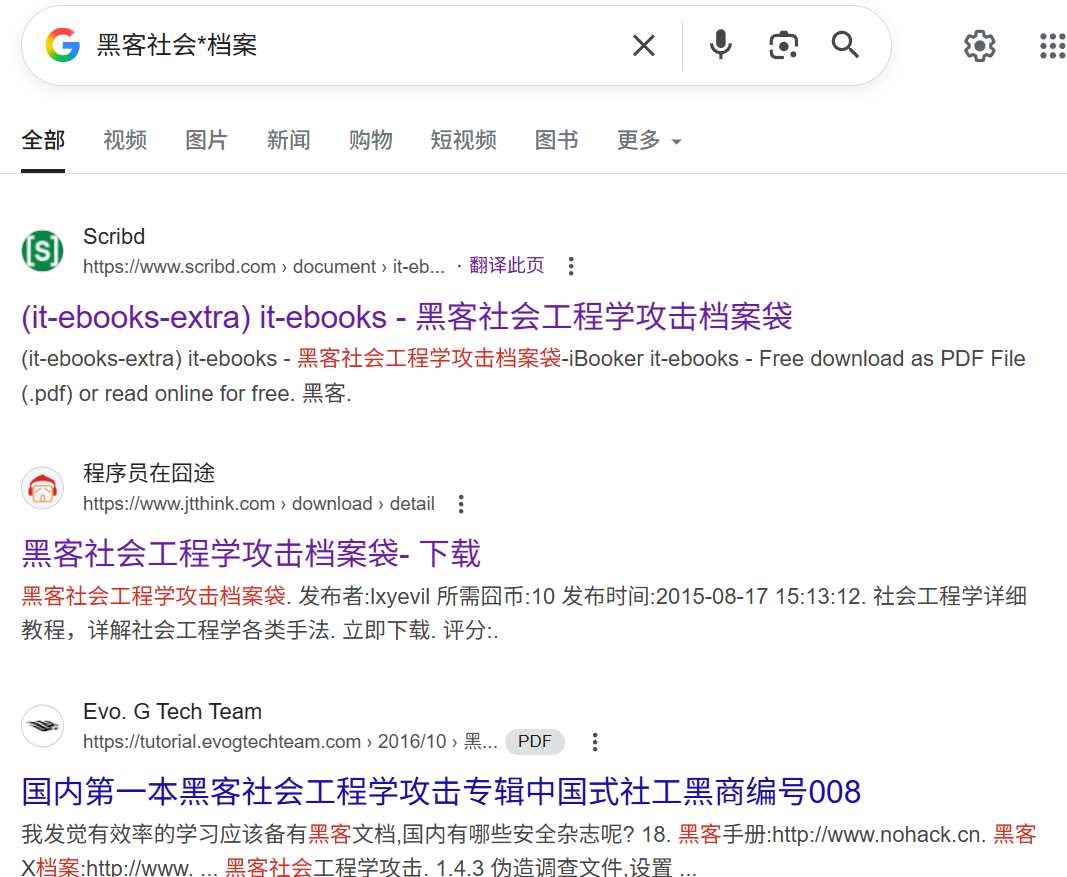 黑客社会*档案
全部 视频 图片 新闻 购物 短视频 图书 更多
Scribd
https://www.scribd.com › document › it-eb... · 翻译此页
(it-ebooks-extra) it-ebooks - 黑客社会工程学攻击档案袋
(it-ebooks-extra) it-ebooks - 黑客社会工程学攻击档案袋-iBooker it-ebooks - Free download as PDF File
(.pdf) or read online for free. 黑客.
程序员在囧途
https://www.jtthink.com › download › detail
黑客社会工程学攻击档案袋- 下载
黑客社会工程学攻击档案袋. 发布者:lxyevil 所需囧币:10 发布时间:2015-08-17 15:13:12. 社会工程学详细
教程，详解社会工程学各类手法. 立即下载. 评分:.
Evo. G Tech Team
https://tutorial.evogtechteam.com › 2016/10 › 黑... PDF
国内第一本黑客社会工程学攻击专辑中国式社工黑商编号008
我发觉有效率的学习应该备有黑客文档,国内有哪些安全杂志呢? 18. 黑客手册:http://www.nohack.cn. 黑客
X档案:http://www. ... 黑客社会工程学攻击. 1.4.3 伪造调查文件,设置 ...